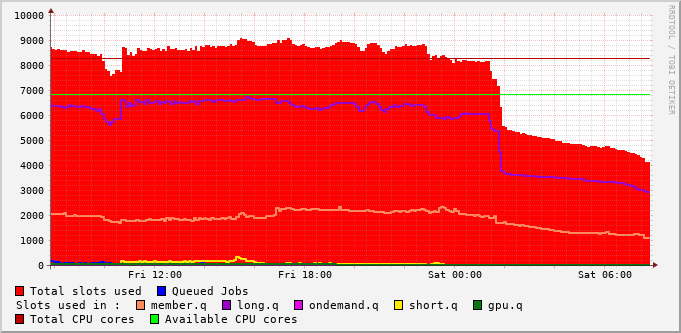 10000
9000
8000
7000
6000
5000
4000
3000
2000
1000
0
Fri 12:00 Fri 18:00 Sat 00:00 Sat 06:00
Total slots used Queued Jobs
Slots used in : member.q long.q ondemand.q short.q gpu.q
Total CPU cores Available CPU cores
RRDTOOL / TOBI OETIKER